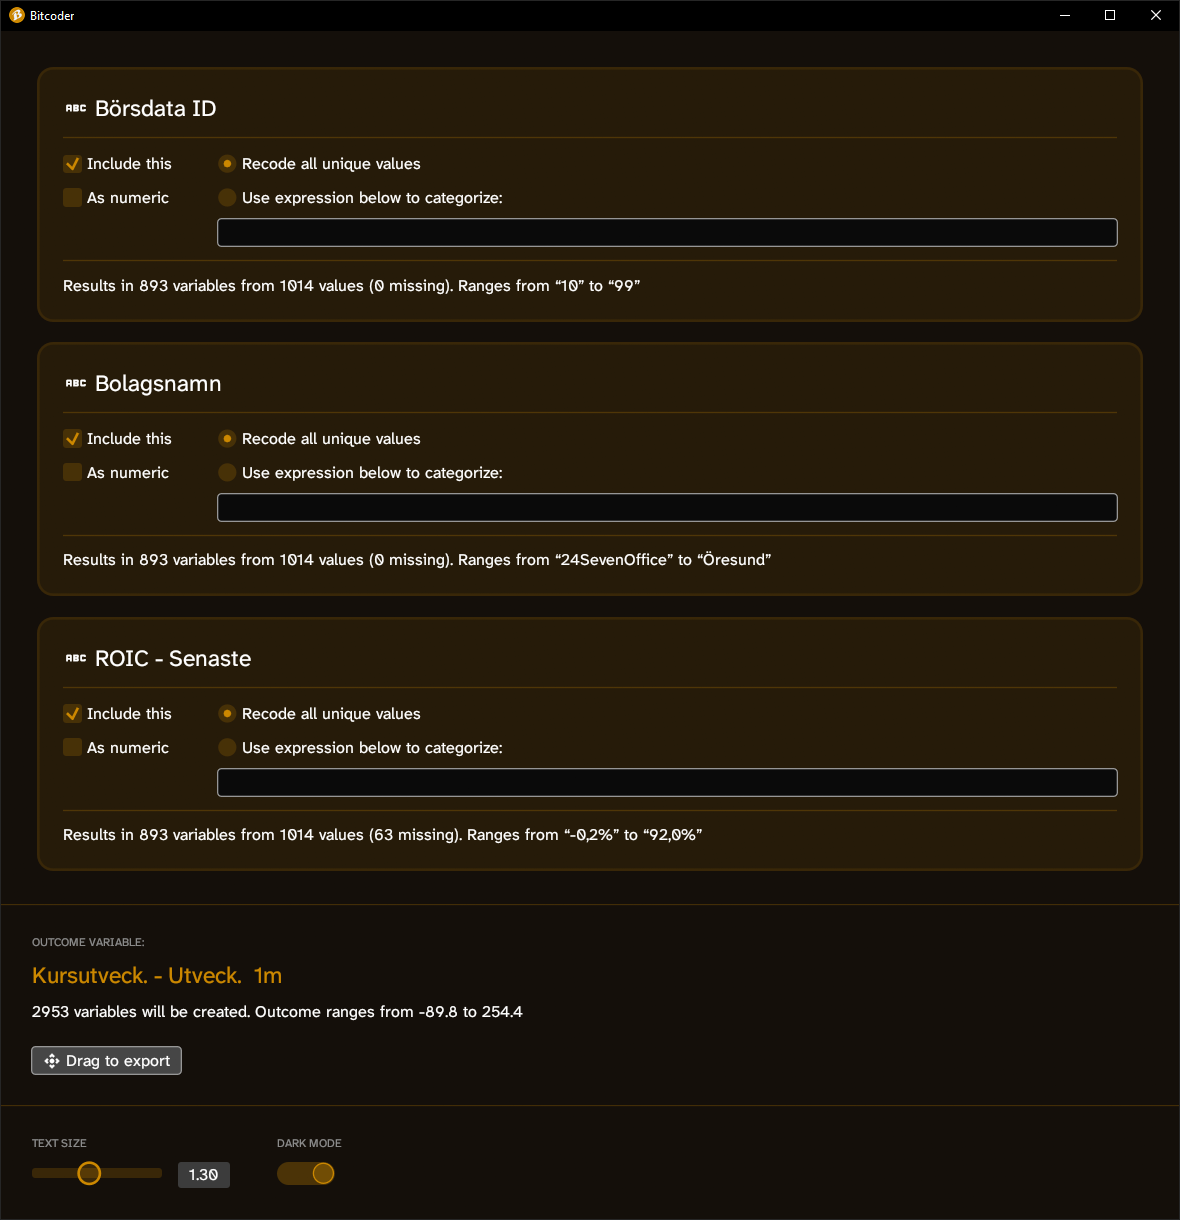 Bitcoder
ABC Börsdata ID
Include this
Recode all unique values
As numeric
Use expression below to categorize:
Results in 893 variables from 1014 values (0 missing). Ranges from “10” to “99”
ABC Bolagsnamn
Include this
Recode all unique values
As numeric
Use expression below to categorize:
Results in 893 variables from 1014 values (0 missing). Ranges from “24SevenOffice” to “Öresund”
ABC ROIC - Senaste
Include this
Recode all unique values
As numeric
Use expression below to categorize:
Results in 893 variables from 1014 values (63 missing). Ranges from “-0,2%” to “92,0%”
OUTCOME VARIABLE:
Kursutveck. - Utveck.  1m
2953 variables will be created. Outcome ranges from -89.8 to 254.4
Drag to export
TEXT SIZE
DARK MODE
1.30